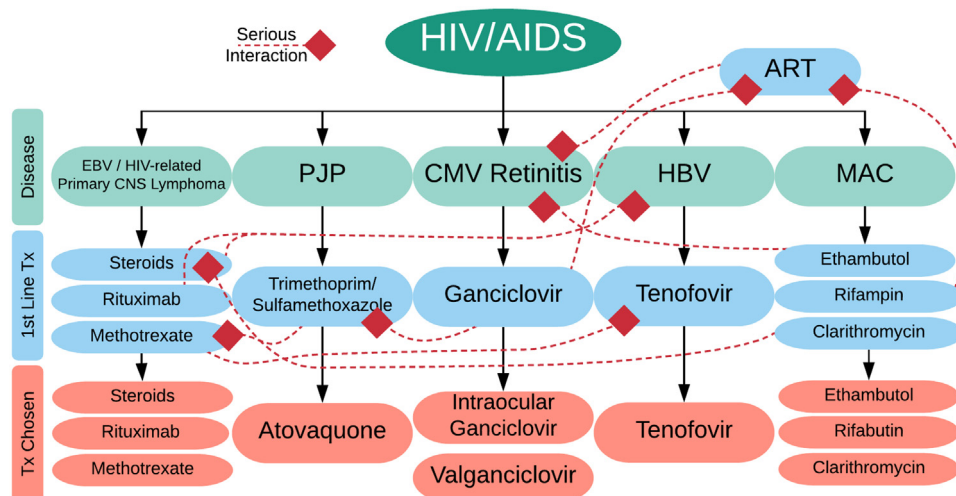 Serious
Interaction
HIV/AIDS
ART
Disease
EBV / HIV-related
Primary CNS Lymphoma
PJP
CMV Retinitis
HBV
MAC
1st Line Tx
Steroids
Rituximab
Methotrexate
Trimethoprim/
Sulfamethoxazole
Ganciclovir
Tenofovir
Ethambutol
Rifampin
Clarithromycin
Tx Chosen
Steroids
Rituximab
Methotrexate
Atovaquone
Intraocular
Ganciclovir
Valganciclovir
Tenofovir
Ethambutol
Rifabutin
Clarithromycin